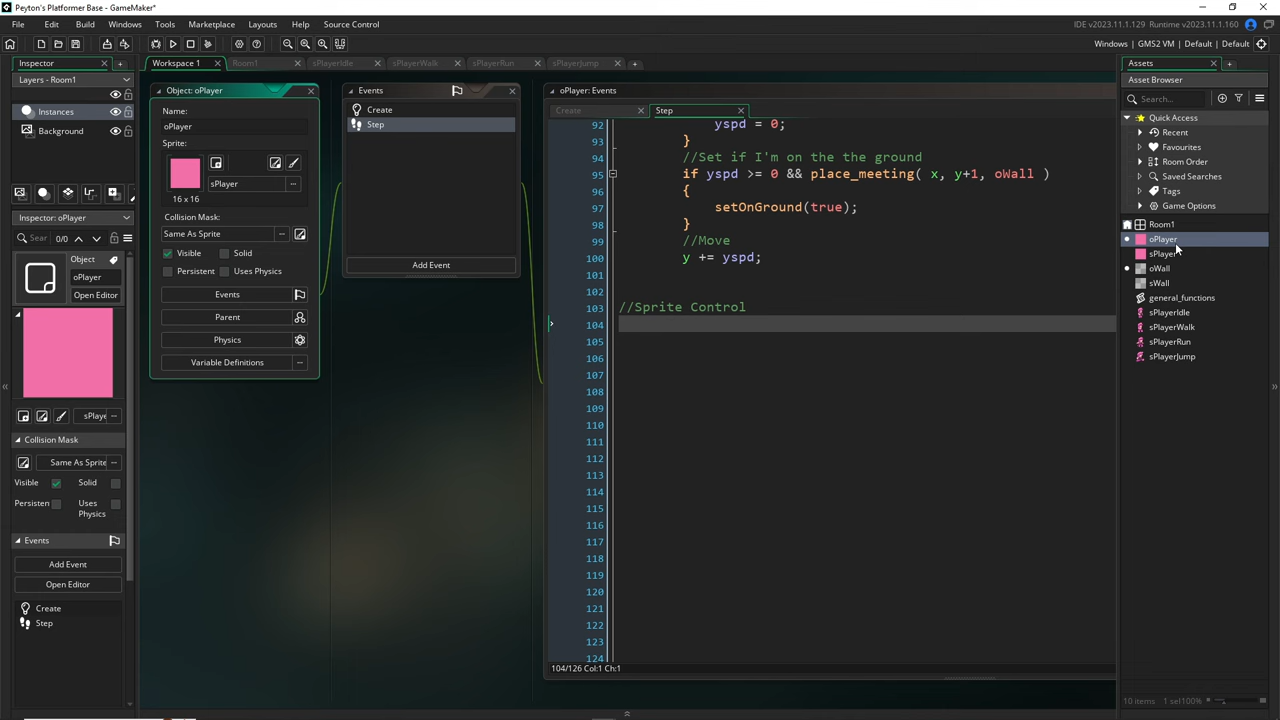 Peyton's Platformer Base - GameMaker*
File Edit Build Windows Tools Marketplace Layouts Help Source Control
IDE v2023.11.1.129 Runtime v2023.11.1.160
Windows | GMS2 VM | Default | Default
Inspector
Layers - Room1
Instances
Background
Inspector: oPlayer
Sear 0/0
Object
oPlayer
Open Editor
sPlaye
Collision Mask
Same As Sprite
Visible Solid
Persisten Uses
Physics
Events
Add Event
Open Editor
Create
Step
Workspace 1 Room1 sPlayerIdle sPlayerWalk sPlayerRun sPlayerJump
Object: oPlayer
Name:
oPlayer
Sprite:
sPlayer
16 x 16
Collision Mask:
Same As Sprite
Visible Solid
Persistent Uses Physics
Events
Parent
Physics
Variable Definitions
Events
Create
Step
Add Event
oPlayer: Events
Create Step
92 yspd = 0;
93 }
94 //Set if I'm on the the ground
95 if yspd >= 0 && place_meeting( x, y+1, oWall )
96 {
97 setOnGround(true);
98 }
99 //Move
100 y += yspd;
101
102
103 //Sprite Control
104
105
106
107
108
109
110
111
112
113
114
115
116
117
118
119
120
121
122
123
124
104/126 Col:1 Ch:1
Assets
Asset Browser
Search...
Quick Access
Recent
Favourites
Room Order
Saved Searches
Tags
Game Options
Room1
oPlayer
sPlayer
oWall
sWall
general_functions
sPlayerIdle
sPlayerWalk
sPlayerRun
sPlayerJump
10 items 1 sel 100%